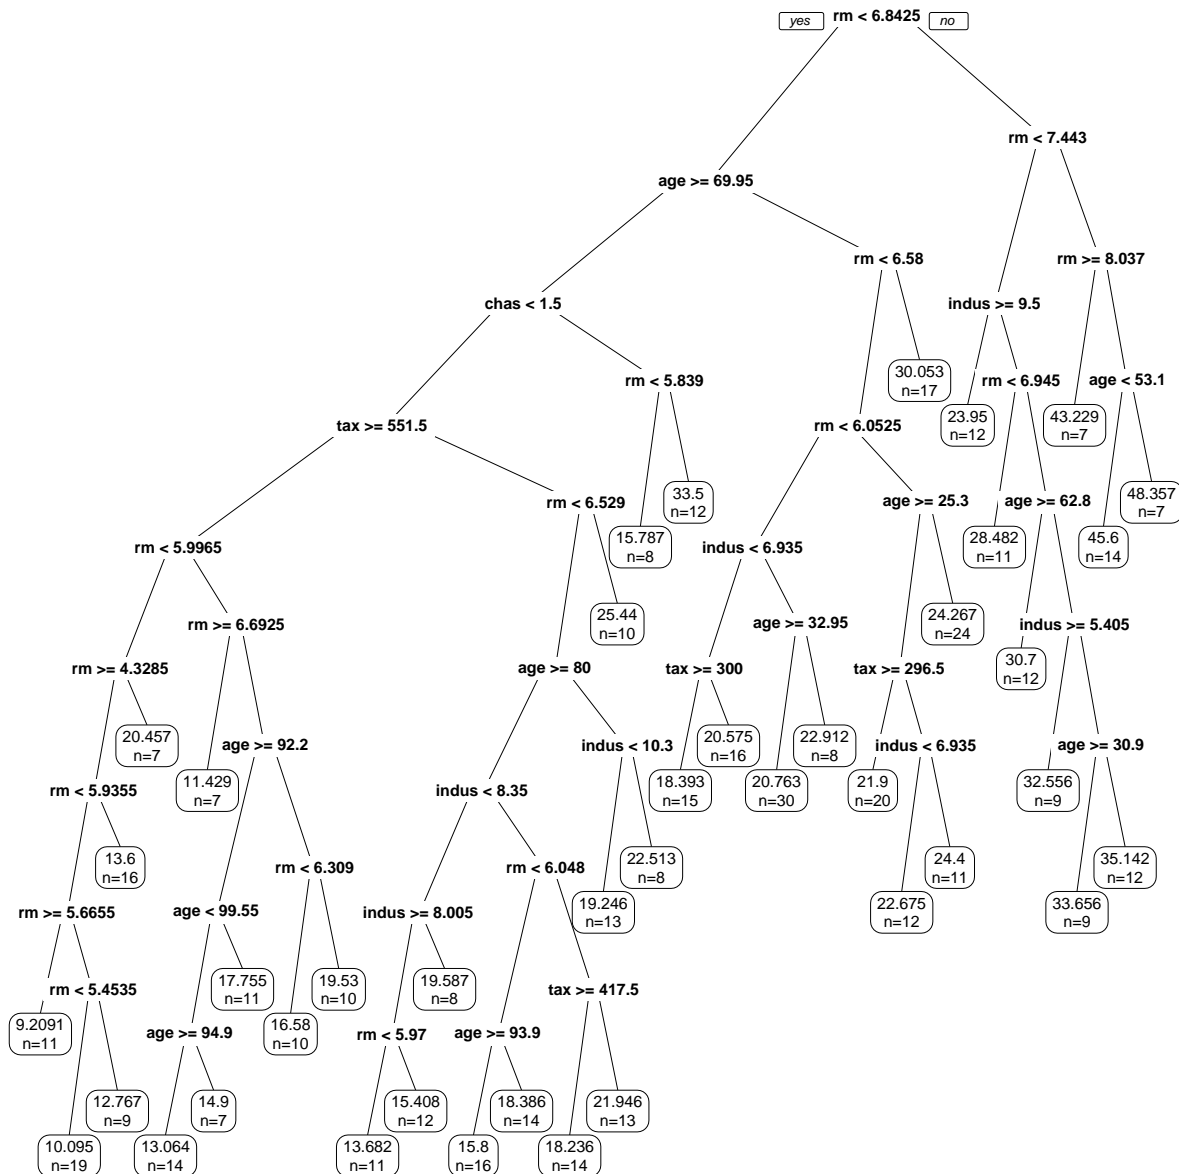 yes rm < 6.8425 no
rm < 7.443
age >= 69.95
rm < 6.58 rm >= 8.037
chas < 1.5 indus >= 9.5
30.053
n=17
rm < 5.839 rm < 6.945 age < 53.1
23.95
n=12
43.229
n=7
tax >= 551.5 rm < 6.0525
33.5
n=12
48.357
n=7
rm < 6.529 age >= 25.3 age >= 62.8
15.787
n=8
28.482
n=11
45.6
n=14
rm < 5.9965 indus < 6.935
25.44
n=10
24.267
n=24
rm >= 6.6925 age >= 32.95 indus >= 5.405
30.7
n=12
rm >= 4.3285 age >= 80 tax >= 300 tax >= 296.5
20.457
n=7
20.575
n=16
22.912
n=8
age >= 92.2 indus < 10.3 indus < 6.935 age >= 30.9
11.429
n=7
18.393
n=15
20.763
n=30
21.9
n=20
32.556
n=9
rm < 5.9355 indus < 8.35
13.6
n=16
22.513
n=8
24.4
n=11
35.142
n=12
rm < 6.309 rm < 6.048
19.246
n=13
22.675
n=12
33.656
n=9
rm >= 5.6655 age < 99.55 indus >= 8.005
17.755
n=11
19.53
n=10
19.587
n=8
rm < 5.4535 tax >= 417.5
9.2091
n=11
16.58
n=10
age >= 94.9 rm < 5.97 age >= 93.9
12.767
n=9
14.9
n=7
15.408
n=12
18.386
n=14
21.946
n=13
10.095
n=19
13.064
n=14
13.682
n=11
15.8
n=16
18.236
n=14